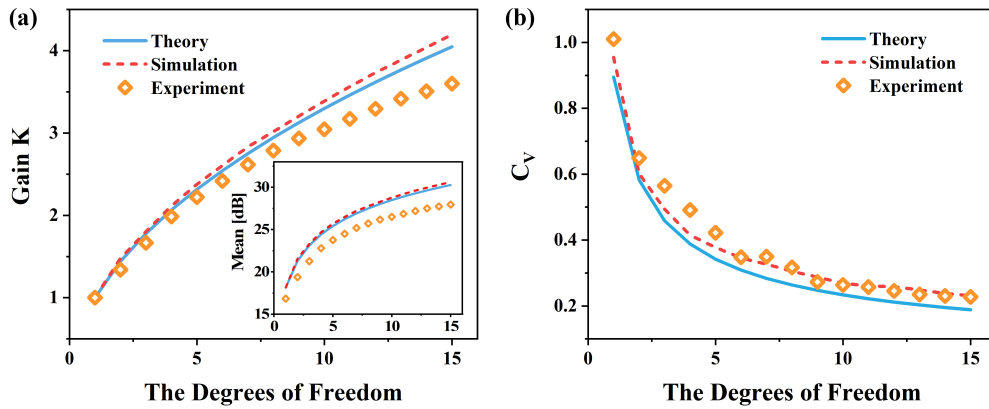 (a)
Theory
Simulation
Experiment
Gain K
4
3
2
1
0
5
10
15
The Degrees of Freedom
Mean [dB]
30
25
20
15
0
5
10
15
(b)
Theory
Simulation
Experiment
Cv
1.0
0.8
0.6
0.4
0.2
0
5
10
15
The Degrees of Freedom